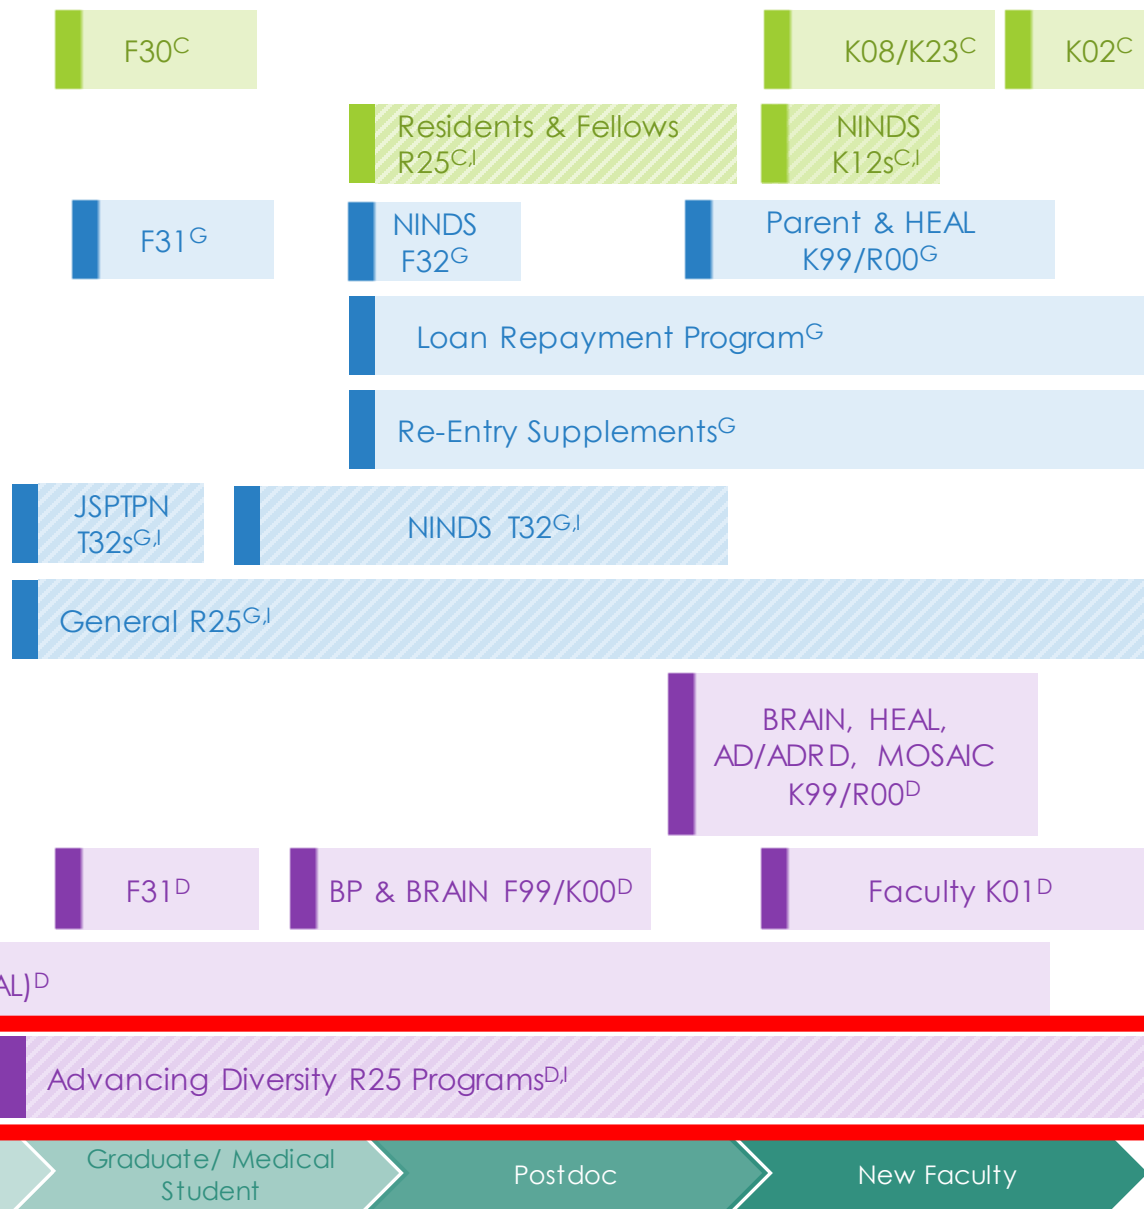 F30C
K08/K23C
K02C
Residents & Fellows
R25C,I
NINDS
K12sC,I
F31G
NINDS
F32G
Parent & HEAL
K99/R00G
Loan Repayment ProgramG
Re-Entry SupplementsG
JSPTPN
T32sG,I
NINDS T32G,I
General R25G,I
BRAIN, HEAL,
AD/ADRD, MOSAIC
K99/R00D
F31D
BP & BRAIN F99/K00D
Faculty K01D
AL)D
Advancing Diversity R25 ProgramsD,I
Graduate/ Medical
Student
Postdoc
New Faculty